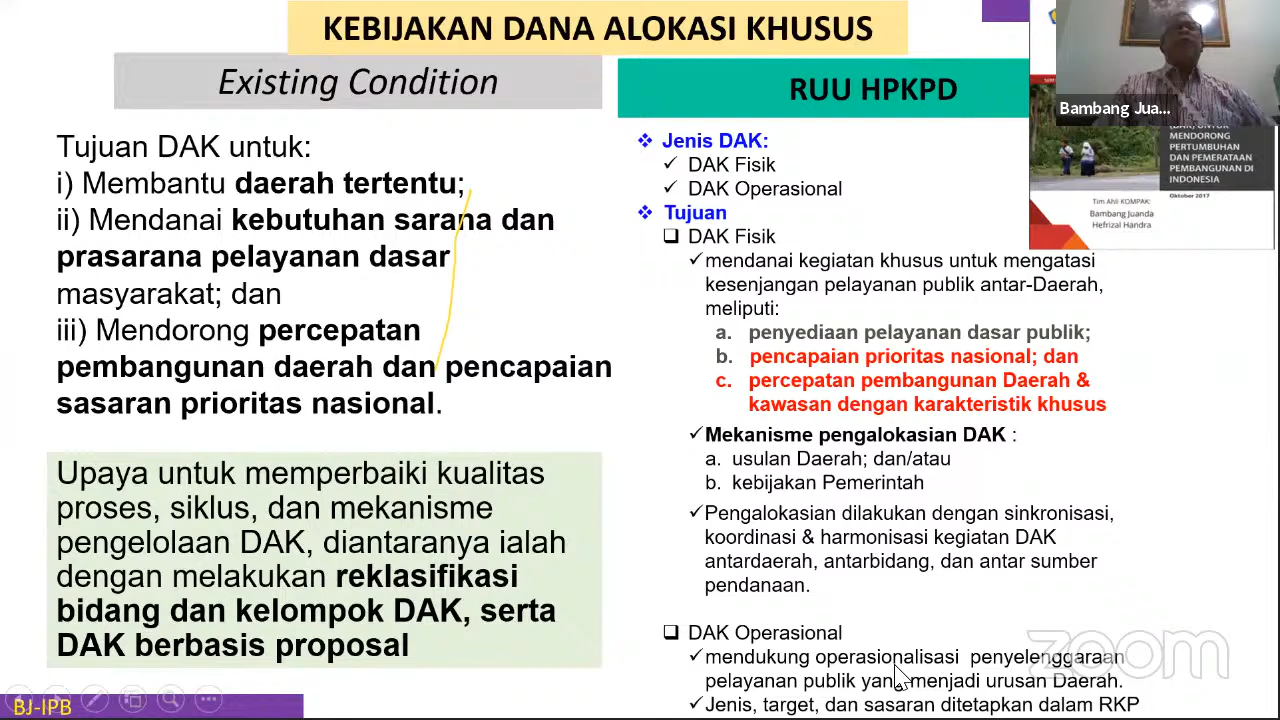 KEBIJAKAN DANA ALOKASI KHUSUS
Existing Condition
Tujuan DAK untuk:
i) Membantu daerah tertentu;
ii) Mendanai kebutuhan sarana dan
prasarana pelayanan dasar
masyarakat; dan
iii) Mendorong percepatan
pembangunan daerah dan pencapaian
sasaran prioritas nasional.
Upaya untuk memperbaiki kualitas
proses, siklus, dan mekanisme
pengelolaan DAK, diantaranya ialah
dengan melakukan reklasifikasi
bidang dan kelompok DAK, serta
DAK berbasis proposal
BJ-IPB
RUU HPKPD
❖ Jenis DAK:
✓ DAK Fisik
✓ DAK Operasional
❖ Tujuan
❑ DAK Fisik
✓mendanai kegiatan khusus untuk mengatasi
kesenjangan pelayanan publik antar-Daerah,
meliputi:
a. penyediaan pelayanan dasar publik;
b. pencapaian prioritas nasional; dan
c. percepatan pembangunan Daerah &
kawasan dengan karakteristik khusus
✓Mekanisme pengalokasian DAK :
a. usulan Daerah; dan/atau
b. kebijakan Pemerintah
✓Pengalokasian dilakukan dengan sinkronisasi,
koordinasi & harmonisasi kegiatan DAK
antardaerah, antarbidang, dan antar sumber
pendanaan.
❑ DAK Operasional
✓mendukung operasionalisasi penyelenggaraan
pelayanan publik yang menjadi urusan Daerah.
✓Jenis, target, dan sasaran ditetapkan dalam RKP
Bambang Jua...
MENDORONG
PERTUMBUHAN
DAN PEMERATAAN
PEMBANGUNAN DI
INDONESIA
Oktober 2017
Tim Ahli KOMPAK:
Bambang Juanda
Hefrizal Handra
zoom